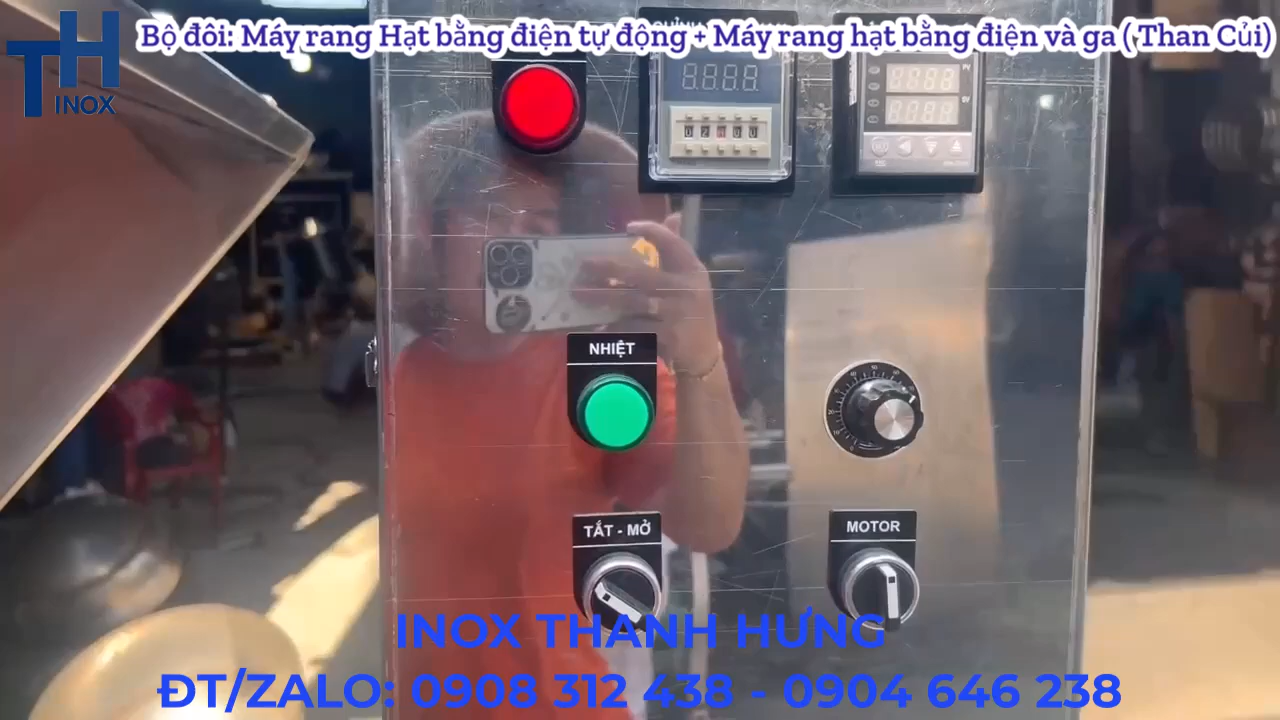 Bộ đôi: Máy rang Hạt bằng điện tự động + Máy rang hạt bằng điện và ga ( Than Củi)
TH
INOX
NHIỆT
TẮT - MỞ
MOTOR
INOX THANH HƯNG
ĐT/ZALO: 0908 312 438 - 0904 646 238